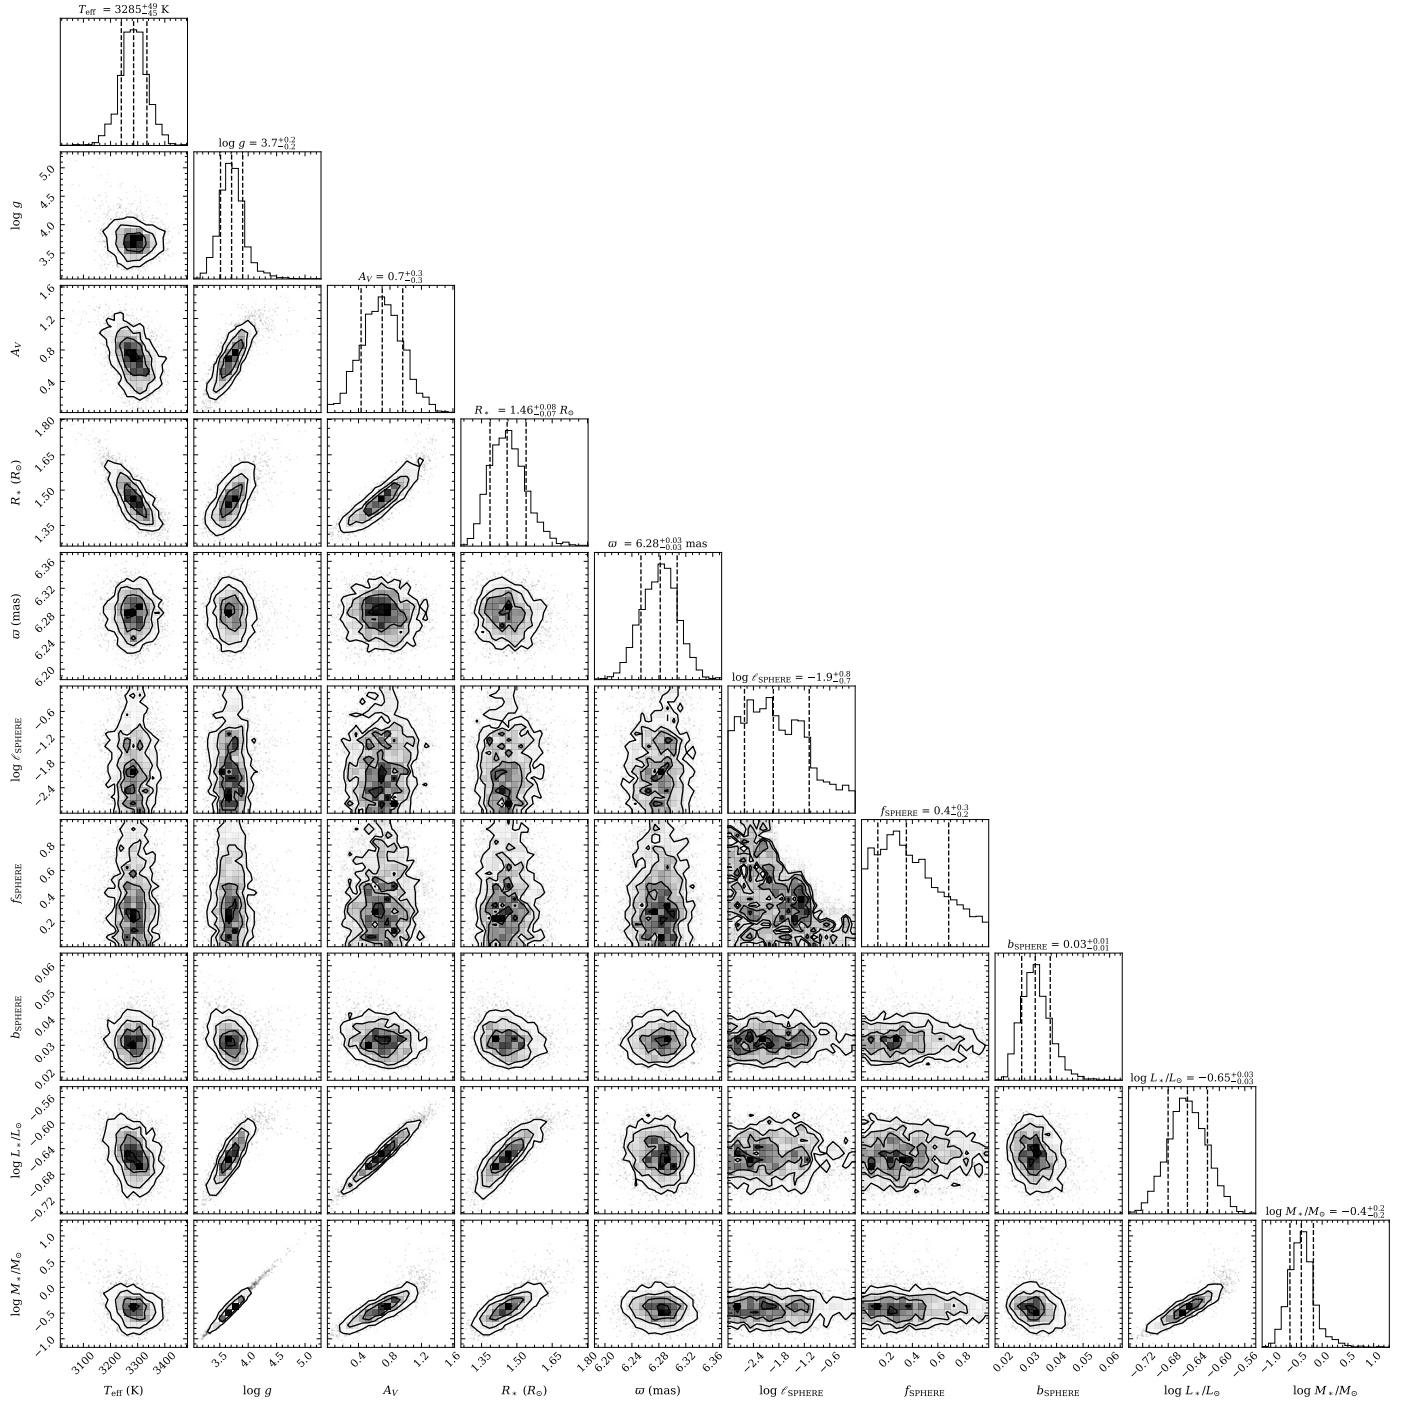 T_eff = 3285^{+49}_{−45} K
log g = 3.7^{+0.2}_{−0.2}
5.0
4.5
4.0
3.5
log g
A_V = 0.7^{+0.3}_{−0.3}
1.6
1.2
0.8
0.4
A_V
R_* = 1.46^{+0.08}_{−0.07} R_⊙
1.80
1.65
1.50
1.35
R_* (R_⊙)
ϖ = 6.28^{+0.03}_{−0.03} mas
6.36
6.32
6.28
6.24
6.20
ϖ (mas)
log ℓ_SPHERE = −1.9^{+0.8}_{−0.7}
−0.6
−1.2
−1.8
−2.4
log ℓ_SPHERE
f_SPHERE = 0.4^{+0.3}_{−0.2}
0.8
0.6
0.4
0.2
f_SPHERE
b_SPHERE = 0.03^{+0.01}_{−0.01}
0.06
0.05
0.04
0.03
0.02
b_SPHERE
log L_*/L_⊙ = −0.65^{+0.03}_{−0.03}
−0.56
−0.60
−0.64
−0.68
−0.72
log L_*/L_⊙
log M_*/M_⊙ = −0.4^{+0.2}_{−0.2}
1.0
0.5
0.0
−0.5
−1.0
log M_*/M_⊙
3100 3200 3300 3400 3.5 4.0 4.5 5.0 0.4 0.8 1.2 1.6 1.35 1.50 1.65 1.80 6.20 6.24 6.28 6.32 6.36 −2.4 −1.8 −1.2 −0.6 0.2 0.4 0.6 0.8 0.02 0.03 0.04 0.05 0.06 −0.72 −0.68 −0.64 −0.60 −0.56 −1.0 −0.5 0.0 0.5 1.0
T_eff (K) log g A_V R_* (R_⊙) ϖ (mas) log ℓ_SPHERE f_SPHERE b_SPHERE log L_*/L_⊙ log M_*/M_⊙